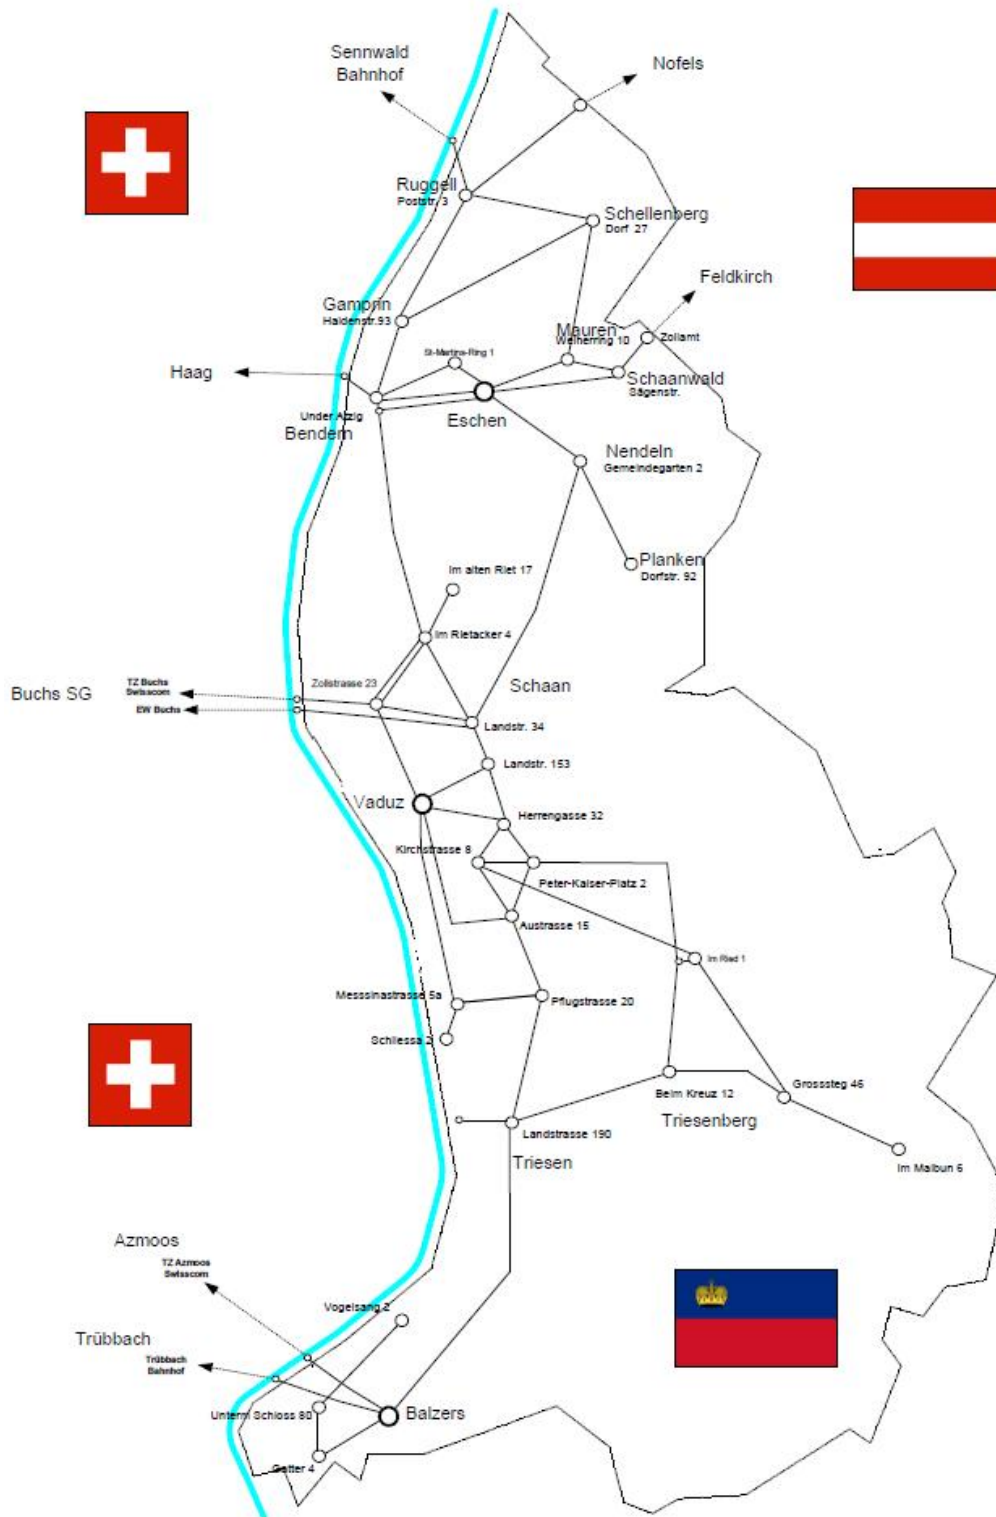 Sennwald
Bahnhof
Nofels
Ruggell
Poststr. 3
Schellenberg
Dorf 27
Feldkirch
Gamprin
Haldenstr.93
Mauren
Weiherring 10
Zollamt
St-Martins-Ring 1
Haag
Schaanwald
Sägenstr.
Under Atzig
Bendern
Eschen
Nendeln
Gemeindegarten 2
Planken
Dorfstr. 92
Im alten Riet 17
Im Rietacker 4
Buchs SG
TZ Buchs
Swisscom
EW Buchs
Zollstrasse 23
Schaan
Landstr. 34
Landstr. 153
Vaduz
Herrengasse 32
Kirchstrasse 8
Peter-Kaiser-Platz 2
Austrasse 15
Im Ried 1
Messsinastrasse 5a
Pflugstrasse 20
Schliessa 2
Beim Kreuz 12
Grosssteg 46
Triesenberg
Landstrasse 190
Triesen
Im Malbun 6
Azmoos
TZ Azmoos
Swisscom
Vogelsang 2
Trübbach
Trübbach
Bahnhof
Unterm Schloss 80
Balzers
Gatter 4